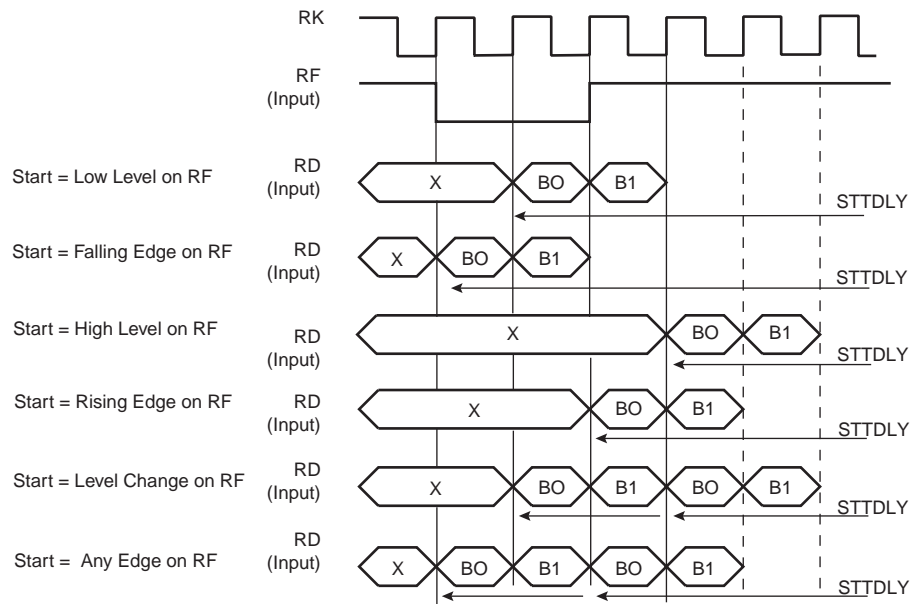 RK
RF
(Input)
Start = Low Level on RF
RD
(Input)
X
BO
B1
STTDLY
Start = Falling Edge on RF
RD
(Input)
X
BO
B1
STTDLY
Start = High Level on RF
RD
(Input)
X
BO
B1
STTDLY
Start = Rising Edge on RF
RD
(Input)
X
BO
B1
STTDLY
Start = Level Change on RF
RD
(Input)
X
BO
B1
BO
B1
STTDLY
Start = Any Edge on RF
RD
(Input)
X
BO
B1
BO
B1
STTDLY